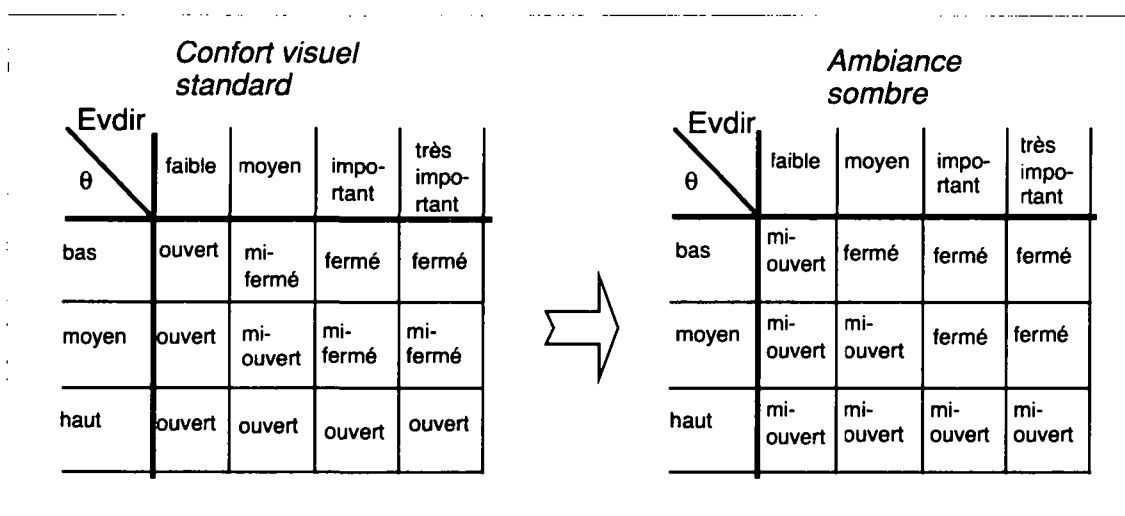 Confort visuel
standard
Evdir
θ
faible
moyen
impo-
rtant
très
impo-
rtant
bas
ouvert
mi-
fermé
fermé
fermé
moyen
ouvert
mi-
ouvert
mi-
fermé
mi-
fermé
haut
ouvert
ouvert
ouvert
ouvert
Ambiance
sombre
Evdir
θ
faible
moyen
impo-
rtant
très
impo-
rtant
bas
mi-
ouvert
fermé
fermé
fermé
moyen
mi-
ouvert
mi-
ouvert
fermé
fermé
haut
mi-
ouvert
mi-
ouvert
mi-
ouvert
mi-
ouvert